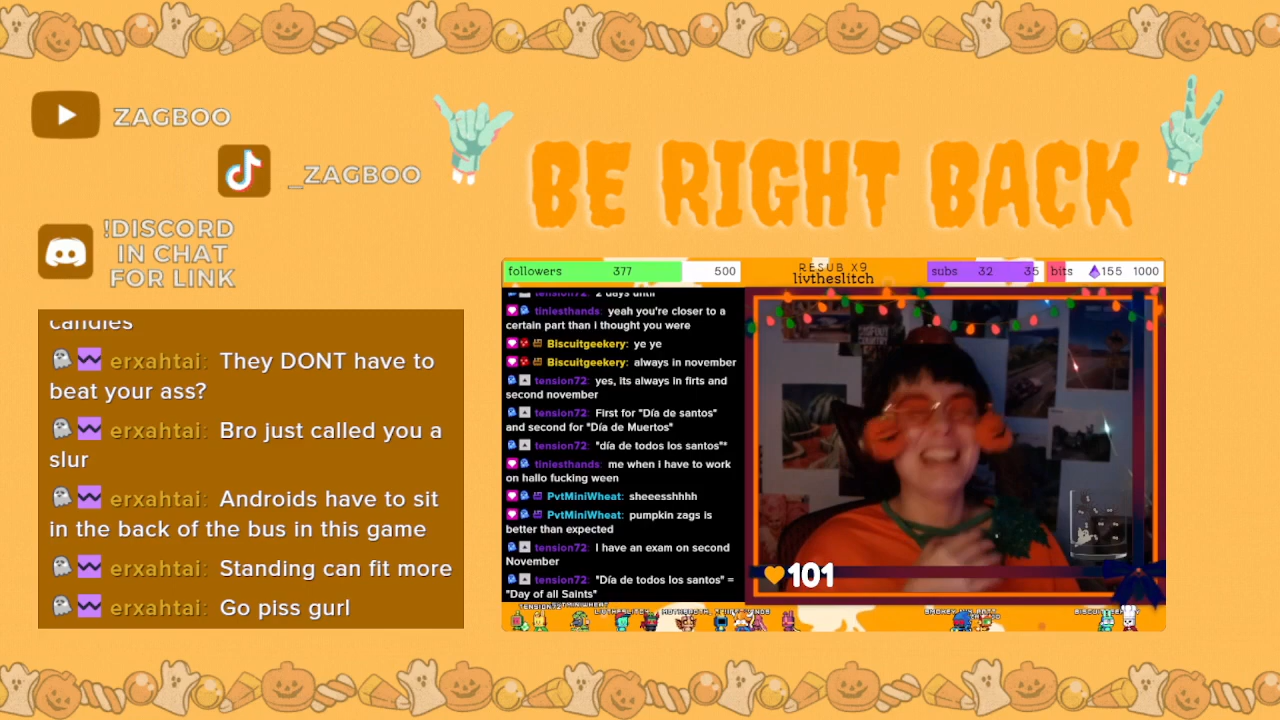 ZAGBOO
_ZAGBOO
!DISCORD
IN CHAT
FOR LINK
BE RIGHT BACK
candles
erxahtai: They DONT have to
beat your ass?
erxahtai: Bro just called you a
slur
erxahtai: Androids have to sit
in the back of the bus in this game
erxahtai: Standing can fit more
erxahtai: Go piss gurl
followers 377 500
RESUB X9
livtheslitch
subs 32 35
bits 155 1000
tension72: 2 days until
tiniesthands: yeah you're closer to a
certain part than i thought you were
Biscuitgeekery: ye ye
Biscuitgeekery: always in november
tension72: yes, its always in firts and
second november
tension72: First for "Día de santos"
and second for "Día de Muertos"
tension72: "día de todos los santos"*
tiniesthands: me when i have to work
on hallo fucking ween
PvtMiniWheat: sheeesshhhh
PvtMiniWheat: pumpkin zags is
better than expected
tension72: I have an exam on second
November
tension72: "Día de todos los santos" =
"Day of all Saints"
101